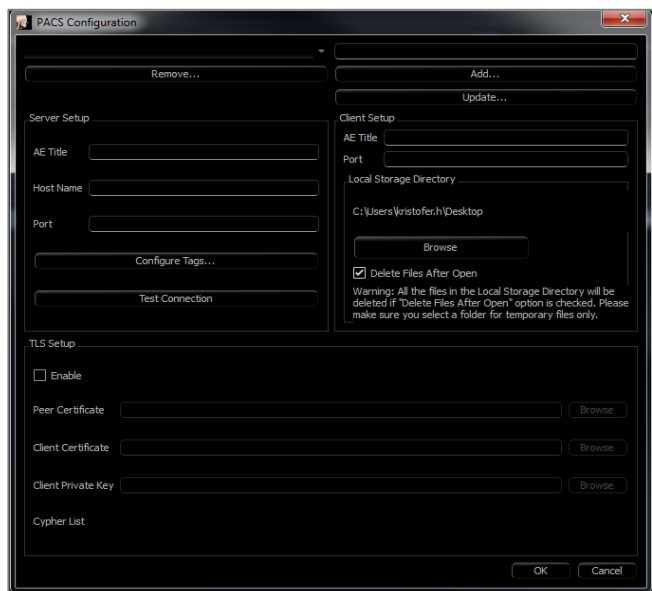 PACS Configuration
Remove...
Add...
Update...
Server Setup
AE Title
Host Name
Port
Configure Tags...
Test Connection
Client Setup
AE Title
Port
Local Storage Directory
C:\Users\kristofer.h\Desktop
Browse
Delete Files After Open
Warning: All the files in the Local Storage Directory will be
deleted if "Delete Files After Open" option is checked. Please
make sure you select a folder for temporary files only.
TLS Setup
Enable
Peer Certificate
Browse
Client Certificate
Browse
Client Private Key
Browse
Cypher List
OK
Cancel